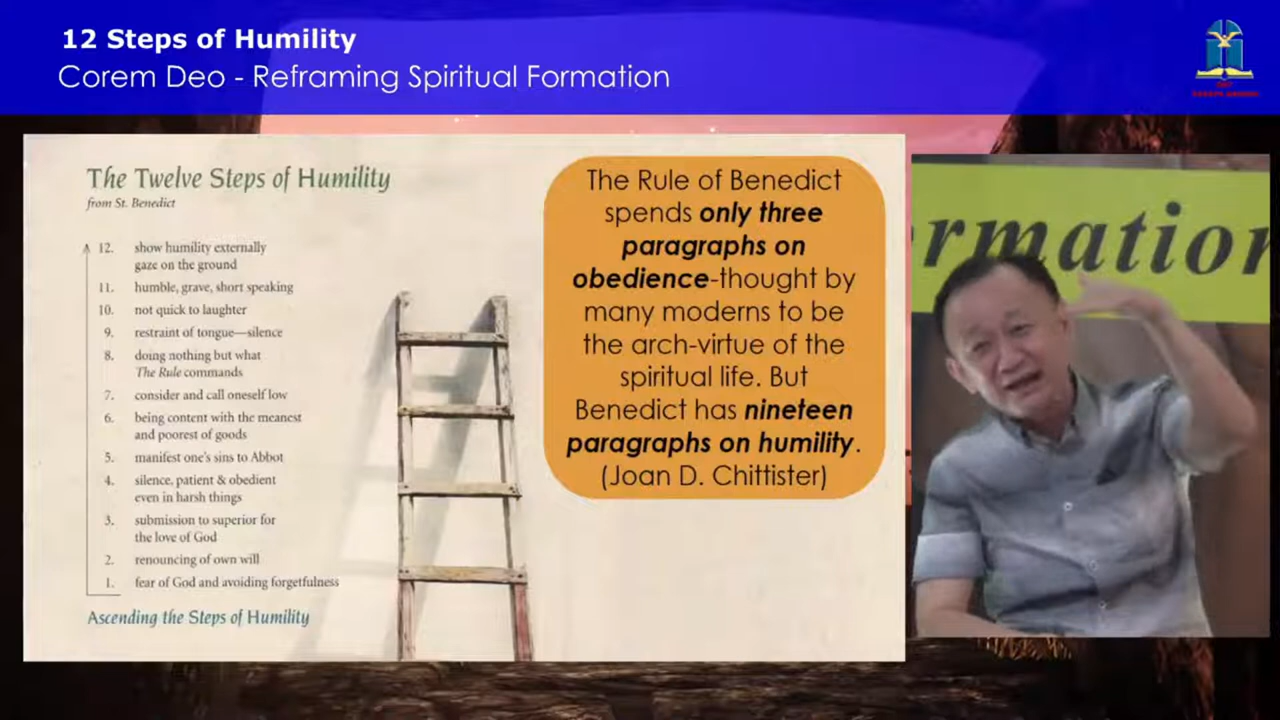 12 Steps of Humility
Corem Deo - Reframing Spiritual Formation
The Twelve Steps of Humility
from St. Benedict
12. show humility externally
gaze on the ground
11. humble, grave, short speaking
10. not quick to laughter
9. restraint of tongue—silence
8. doing nothing but what
The Rule commands
7. consider and call oneself low
6. being content with the meanest
and poorest of goods
5. manifest one's sins to Abbot
4. silence, patient & obedient
even in harsh things
3. submission to superior for
the love of God
2. renouncing of own will
1. fear of God and avoiding forgetfulness
Ascending the Steps of Humility
The Rule of Benedict
spends only three
paragraphs on
obedience-thought by
many moderns to be
the arch-virtue of the
spiritual life. But
Benedict has nineteen
paragraphs on humility.
(Joan D. Chittister)
ormation